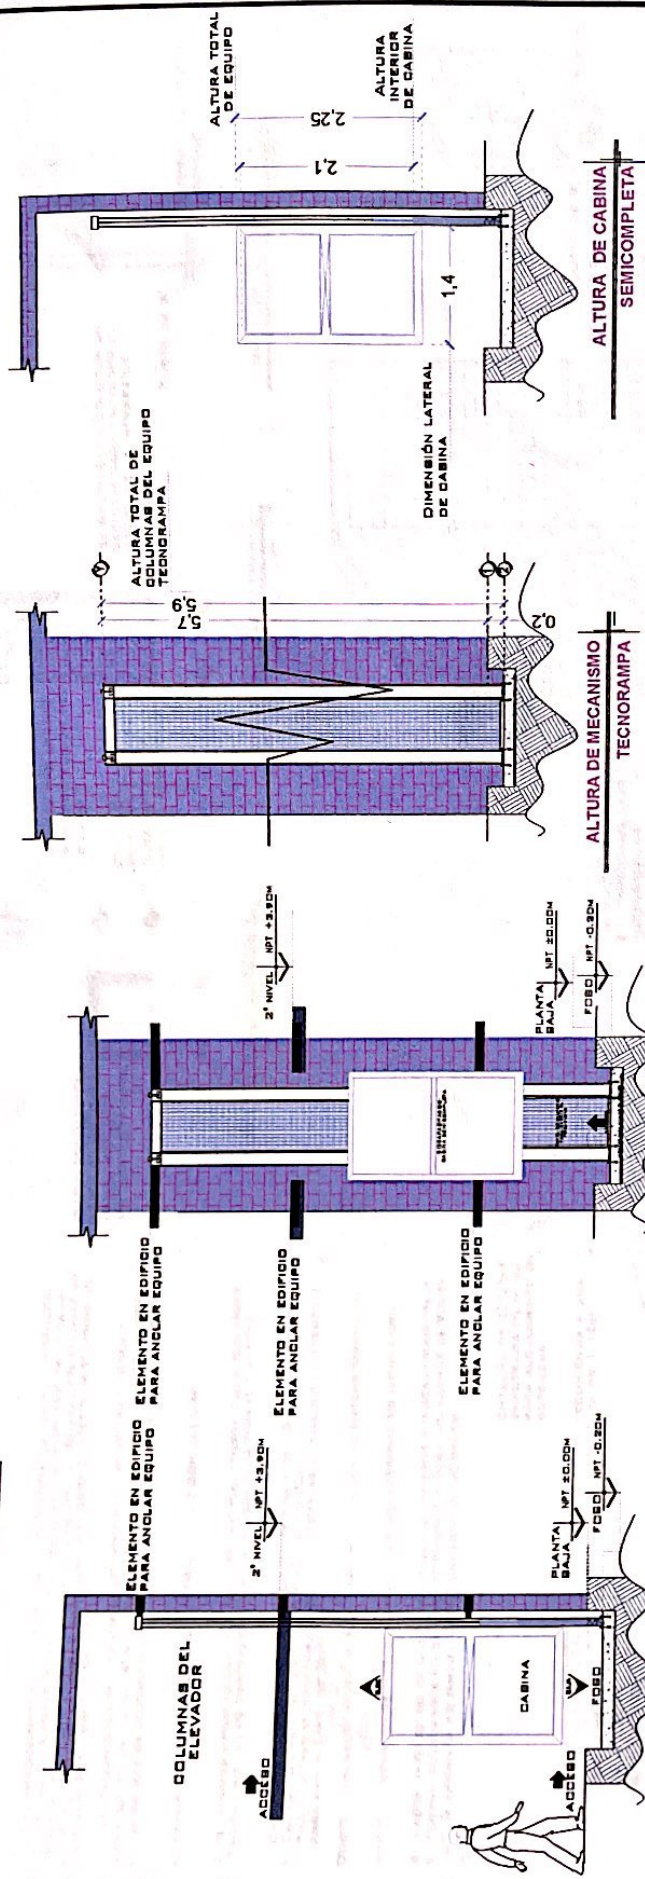 ELEMENTO EN EDIFICIO
PARA ANCLAR EQUIPO
COLUMNAS DEL
ELEVADOR
2° NIVEL NPT +3.90M
ACCESO
CABINA
PLANTA
BAJA NPT ±0.00M
FOSO NPT -0.20M
FOSO
ACCESO
ELEMENTO EN EDIFICIO
PARA ANCLAR EQUIPO
ELEMENTO EN EDIFICIO
PARA ANCLAR EQUIPO
ELEMENTO EN EDIFICIO
PARA ANCLAR EQUIPO
2° NIVEL NPT +3.90M
PLANTA
BAJA NPT ±0.00M
FOSO NPT -0.20M
ALTURA TOTAL DE
COLUMNAS DEL EQUIPO
TECNORAMPA
Y
5,7
5,9
0,2
1
2
ALTURA DE MECANISMO
TECNORAMPA
ALTURA TOTAL
DE EQUIPO
2,1
2,25
ALTURA
INTERIOR
DE CABINA
1,4
DIMENSIÓN LATERAL
DE CABINA
ALTURA DE CABINA
SEMICOMPLETA